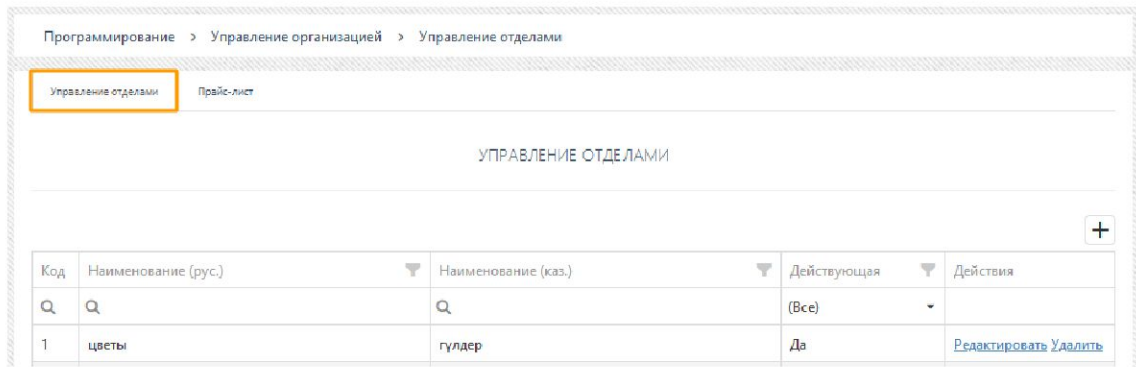 Программирование > Управление организацией > Управление отделами
Управление отделами Прайс-лист
УПРАВЛЕНИЕ ОТДЕЛАМИ
+
Код Наименование (рус.) Наименование (каз.) Действующая Действия
(Все)
1 цветы гүлдер Да Редактировать Удалить